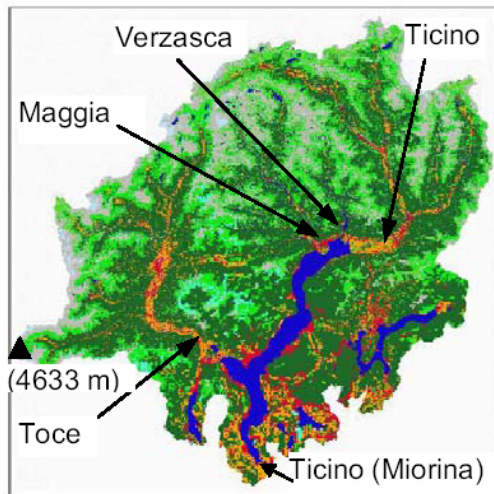 Verzasca
Ticino
Maggia
(4633 m)
Toce
Ticino (Miorina)